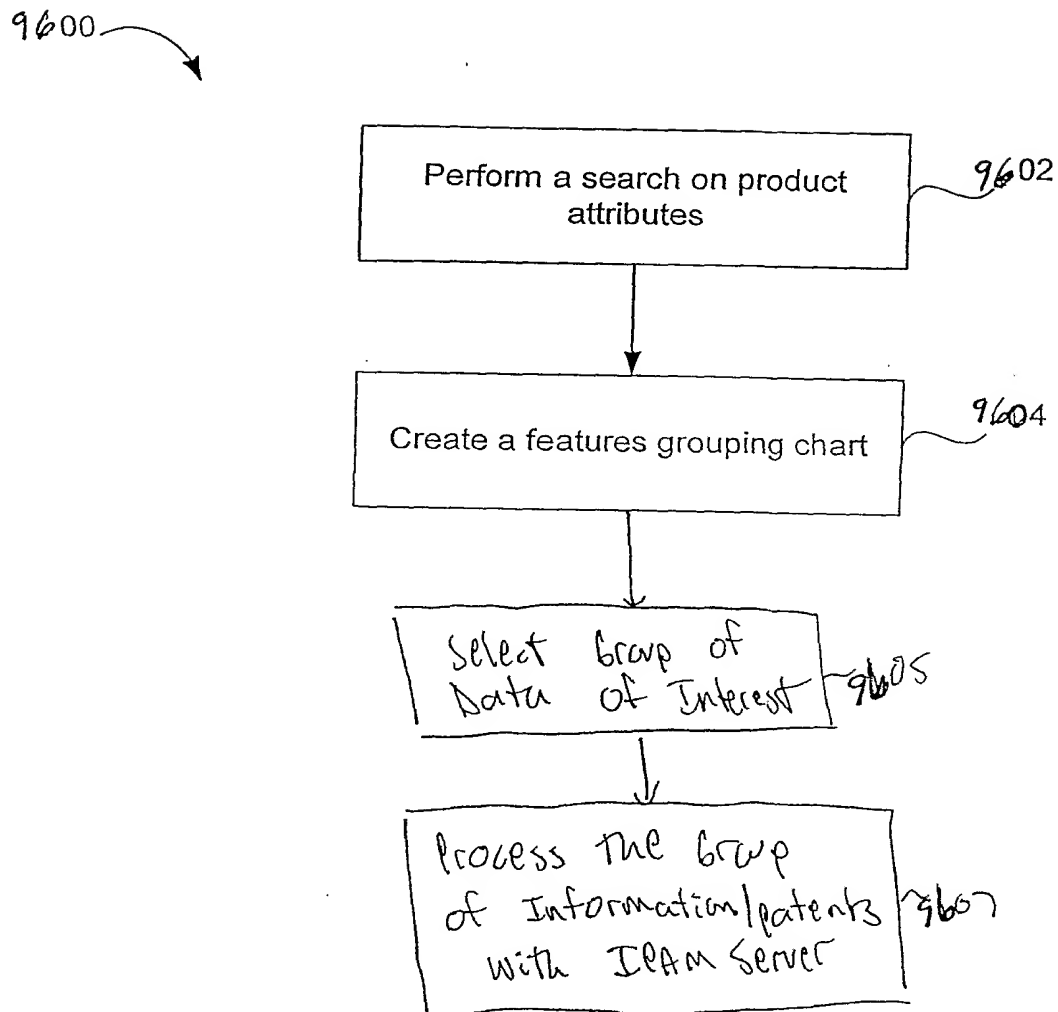 9600
Perform a search on product
attributes
9602
Create a features grouping chart
9604
Select Group of
Data of Interest
9605
Process the Group
of Information/patents
with IPAM Server
9607